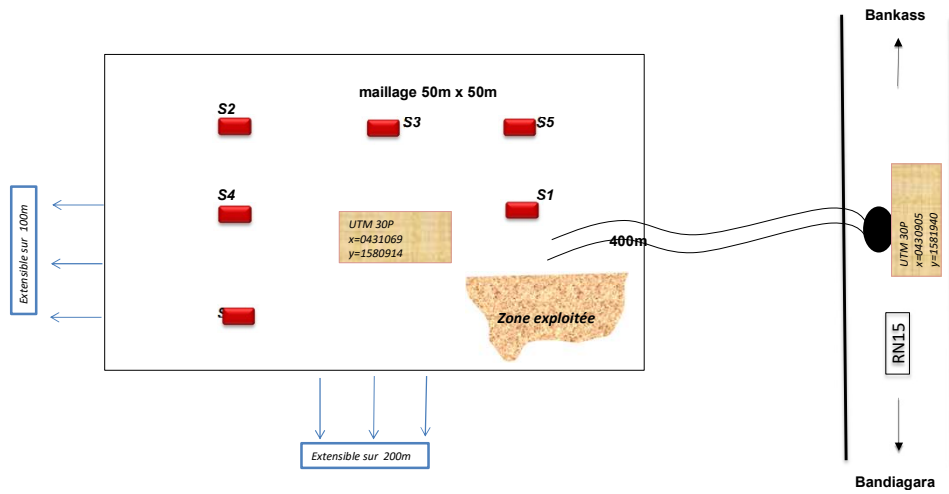 Bankass
maillage 50m x 50m
S2
S3
S5
S4
S1
UTM 30P
x=0431069
y=1580914
400m
UTM 30P
x=0430905
y=1581940
Extensible sur 100m
Zone exploitée
RN15
Extensible sur 200m
Bandiagara